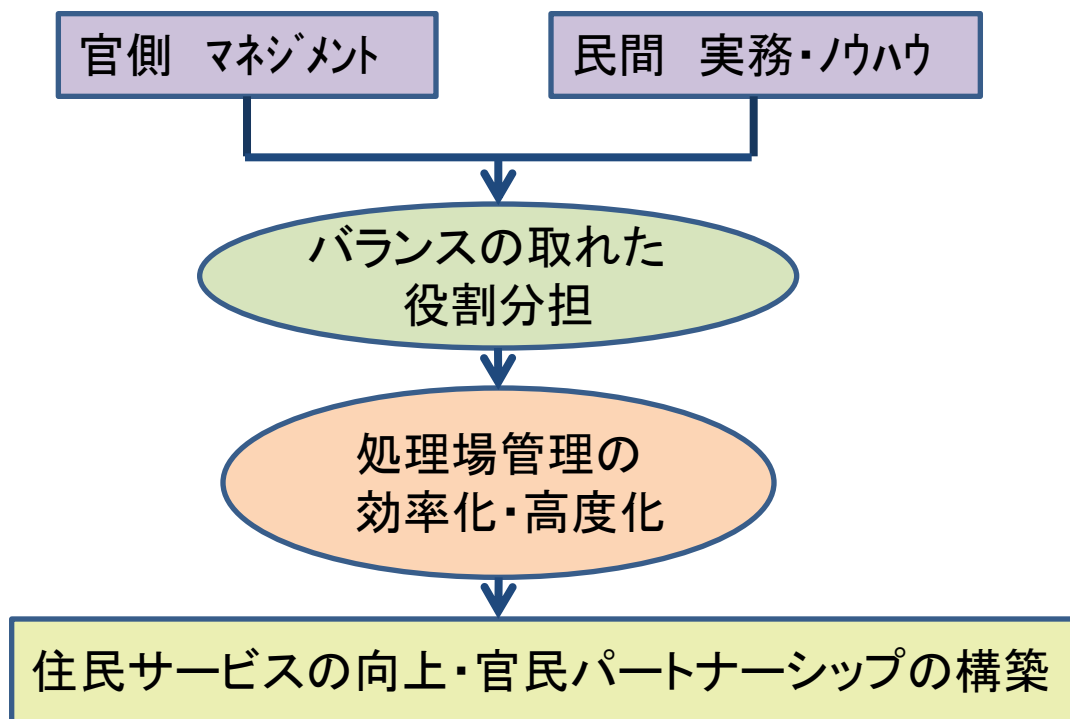 官側　マネジメント
民間　実務・ノウハウ
バランスの取れた
役割分担
処理場管理の
効率化・高度化
住民サービスの向上・官民パートナーシップの構築